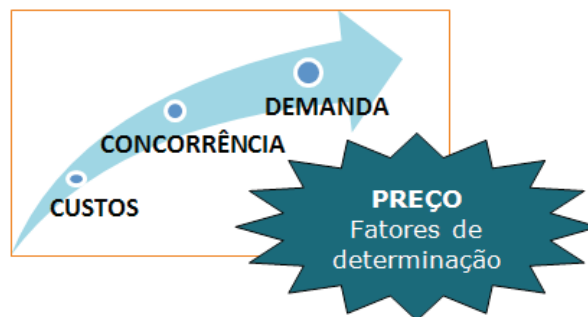 DEMANDA
CONCORRÊNCIA
CUSTOS
PREÇO
Fatores de
determinação